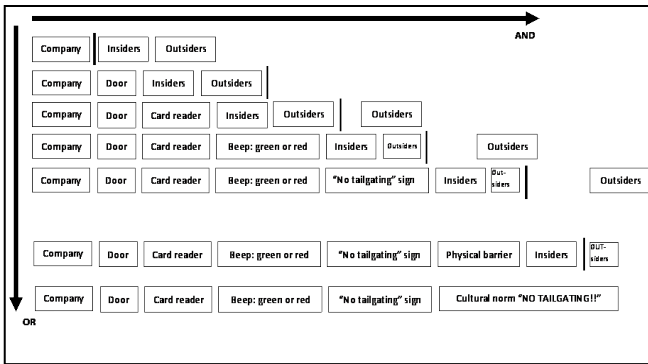 AND
Company Insiders Outsiders
Company Door Insiders Outsiders
Company Door Card reader Insiders Outsiders Outsiders
Company Door Card reader Beep: green or red Insiders Outsiders Outsiders
Company Door Card reader Beep: green or red "No tailgating" sign Insiders Out-
siders Outsiders
Company Door Card reader Beep: green or red "No tailgating" sign Physical barrier Insiders OUT-
siders
Company Door Card reader Beep: green or red "No tailgating" sign Cultural norm "NO TAILGATING!!"
OR